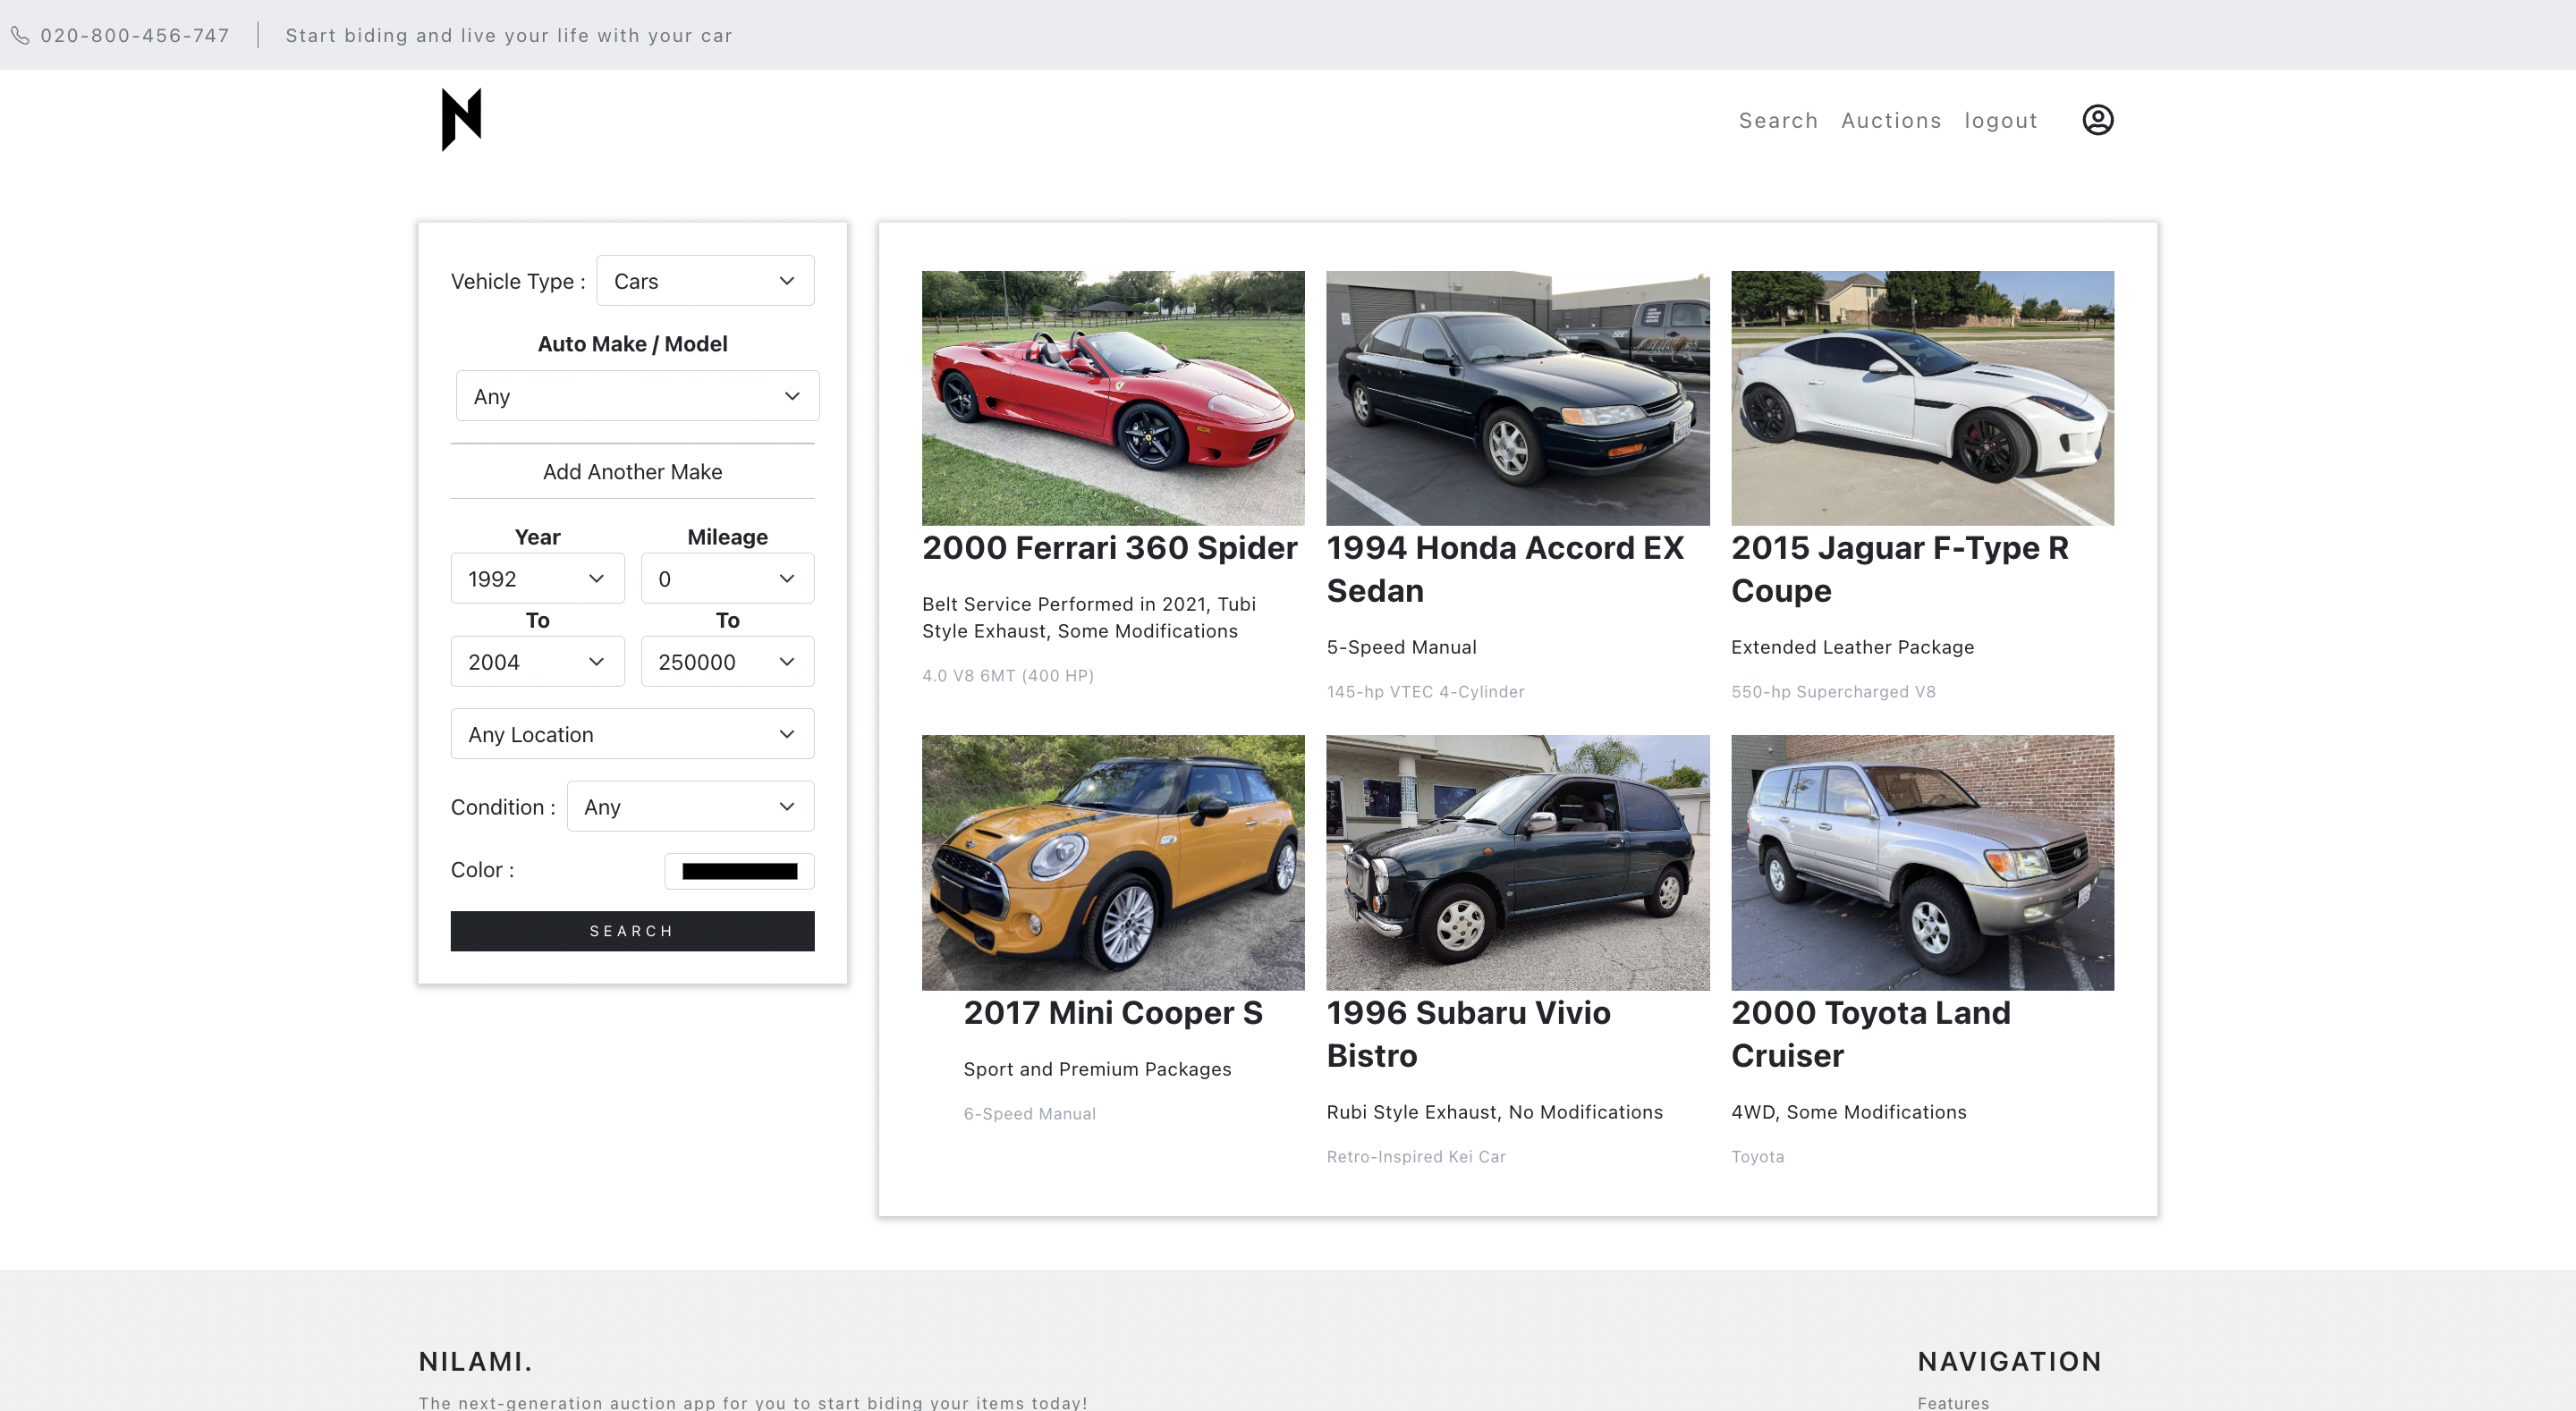 020-800-456-747
Start biding and live your life with your car
Search
Auctions
logout
Vehicle Type :
Cars
Auto Make / Model
Any
Add Another Make
Year
Mileage
1992
0
To
To
2004
250000
Any Location
Condition :
Any
Color :
SEARCH
2000 Ferrari 360 Spider
Belt Service Performed in 2021, Tubi
Style Exhaust, Some Modifications
4.0 V8 6MT (400 HP)
1994 Honda Accord EX
Sedan
5-Speed Manual
145-hp VTEC 4-Cylinder
2015 Jaguar F-Type R
Coupe
Extended Leather Package
550-hp Supercharged V8
2017 Mini Cooper S
Sport and Premium Packages
6-Speed Manual
1996 Subaru Vivio
Bistro
Rubi Style Exhaust, No Modifications
Retro-Inspired Kei Car
2000 Toyota Land
Cruiser
4WD, Some Modifications
Toyota
NILAMI.
The next-generation auction app for you to start biding your items today!
NAVIGATION
Features